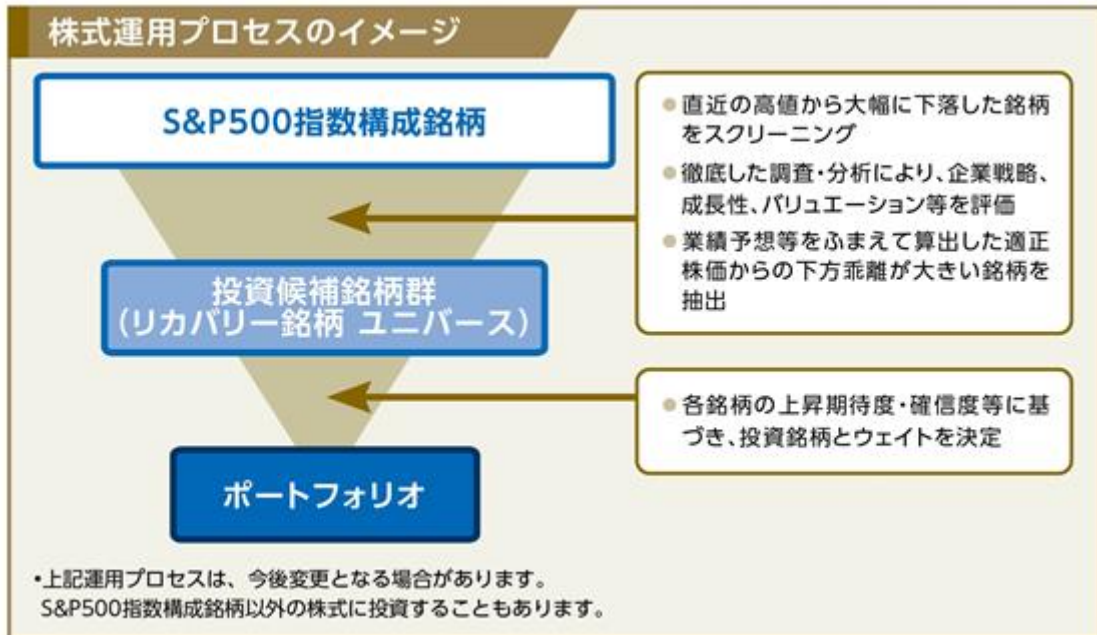 株式運用プロセスのイメージ
S&P500指数構成銘柄
●直近の高値から大幅に下落した銘柄
をスクリーニング
●徹底した調査・分析により、企業戦略、
成長性、バリュエーション等を評価
●業績予想等をふまえて算出した適正
株価からの下方乖離が大きい銘柄を
抽出
投資候補銘柄群
(リカバリー銘柄 ユニバース)
●各銘柄の上昇期待度・確信度等に基
づき、投資銘柄とウェイトを決定
ポートフォリオ
•上記運用プロセスは、今後変更となる場合があります。
S&P500指数構成銘柄以外の株式に投資することもあります。